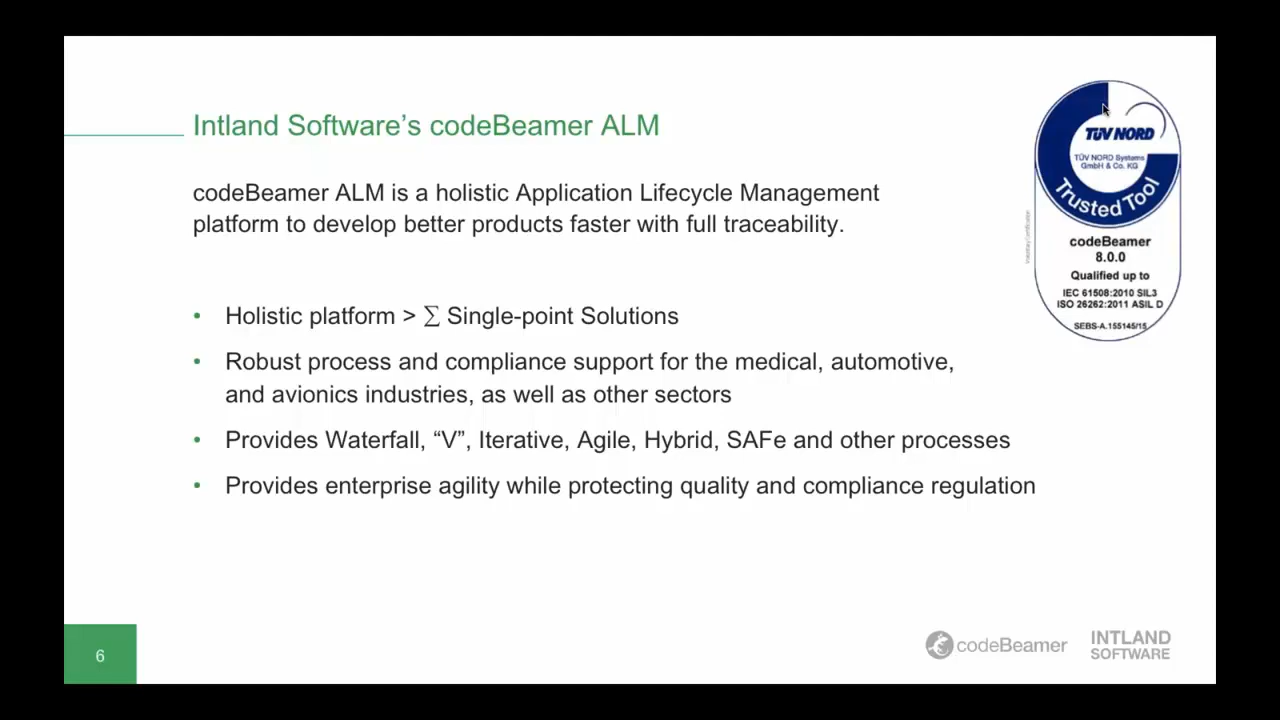 Intland Software’s codeBeamer ALM
codeBeamer ALM is a holistic Application Lifecycle Management
platform to develop better products faster with full traceability.
• Holistic platform > ∑ Single-point Solutions
• Robust process and compliance support for the medical, automotive,
and avionics industries, as well as other sectors
• Provides Waterfall, “V”, Iterative, Agile, Hybrid, SAFe and other processes
• Provides enterprise agility while protecting quality and compliance regulation
TÜV NORD
TÜV NORD Systems
GmbH & Co. KG
Trusted Tool
codeBeamer
8.0.0
Qualified up to
IEC 61508:2010 SIL3
ISO 26262:2011 ASIL D
SEBS-A.155145/15
6
codeBeamer
INTLAND
SOFTWARE